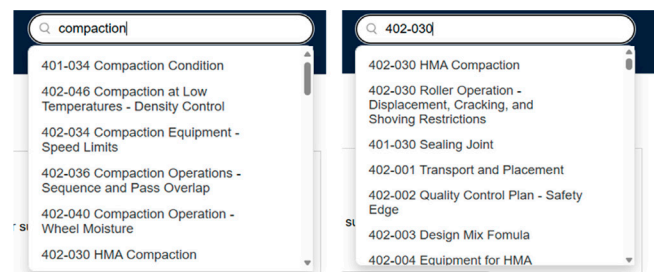 compaction
401-034 Compaction Condition
402-046 Compaction at Low
Temperatures - Density Control
402-034 Compaction Equipment -
Speed Limits
402-036 Compaction Operations -
Sequence and Pass Overlap
402-040 Compaction Operation -
Wheel Moisture
402-030 HMA Compaction
r su
402-030
402-030 HMA Compaction
402-030 Roller Operation -
Displacement, Cracking, and
Shoving Restrictions
401-030 Sealing Joint
402-001 Transport and Placement
402-002 Quality Control Plan - Safety
Edge
402-003 Design Mix Fomula
402-004 Equipment for HMA
su